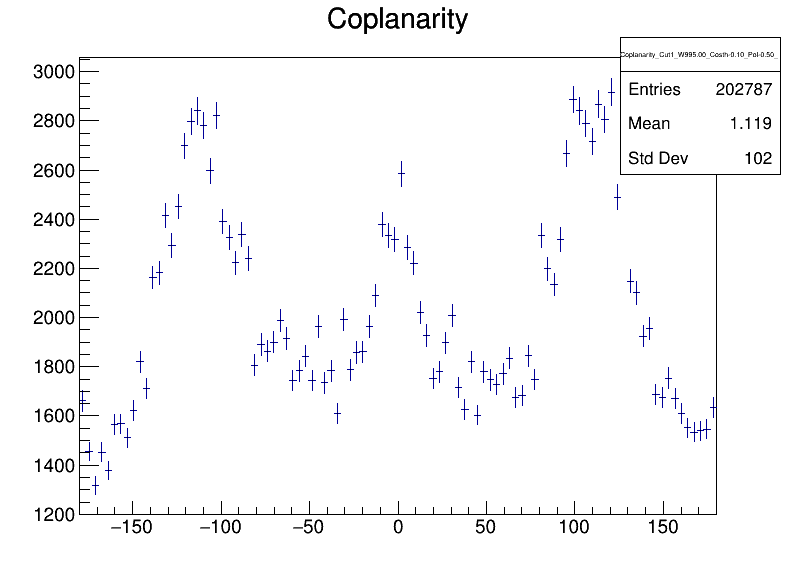 Coplanarity
Coplanarity_Cut1_W995.00_Costh-0.10_Pol-0.50_
Entries 202787
Mean 1.119
Std Dev 102
3000
2800
2600
2400
2200
2000
1800
1600
1400
1200
−150 −100 −50 0 50 100 150